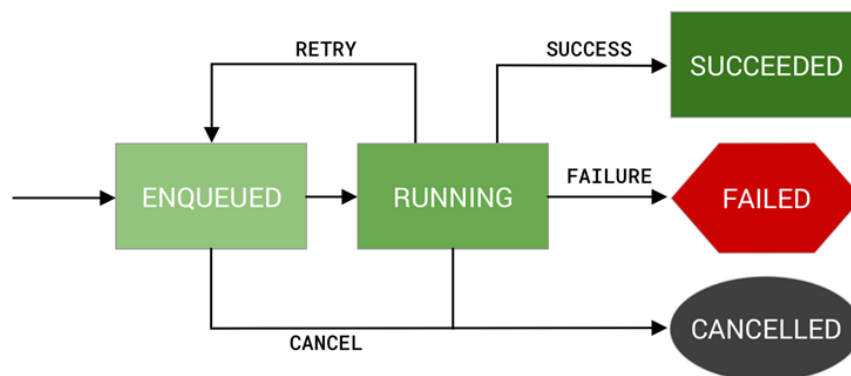 RETRY
SUCCESS
SUCCEEDED
ENQUEUED
RUNNING
FAILURE
FAILED
CANCEL
CANCELLED